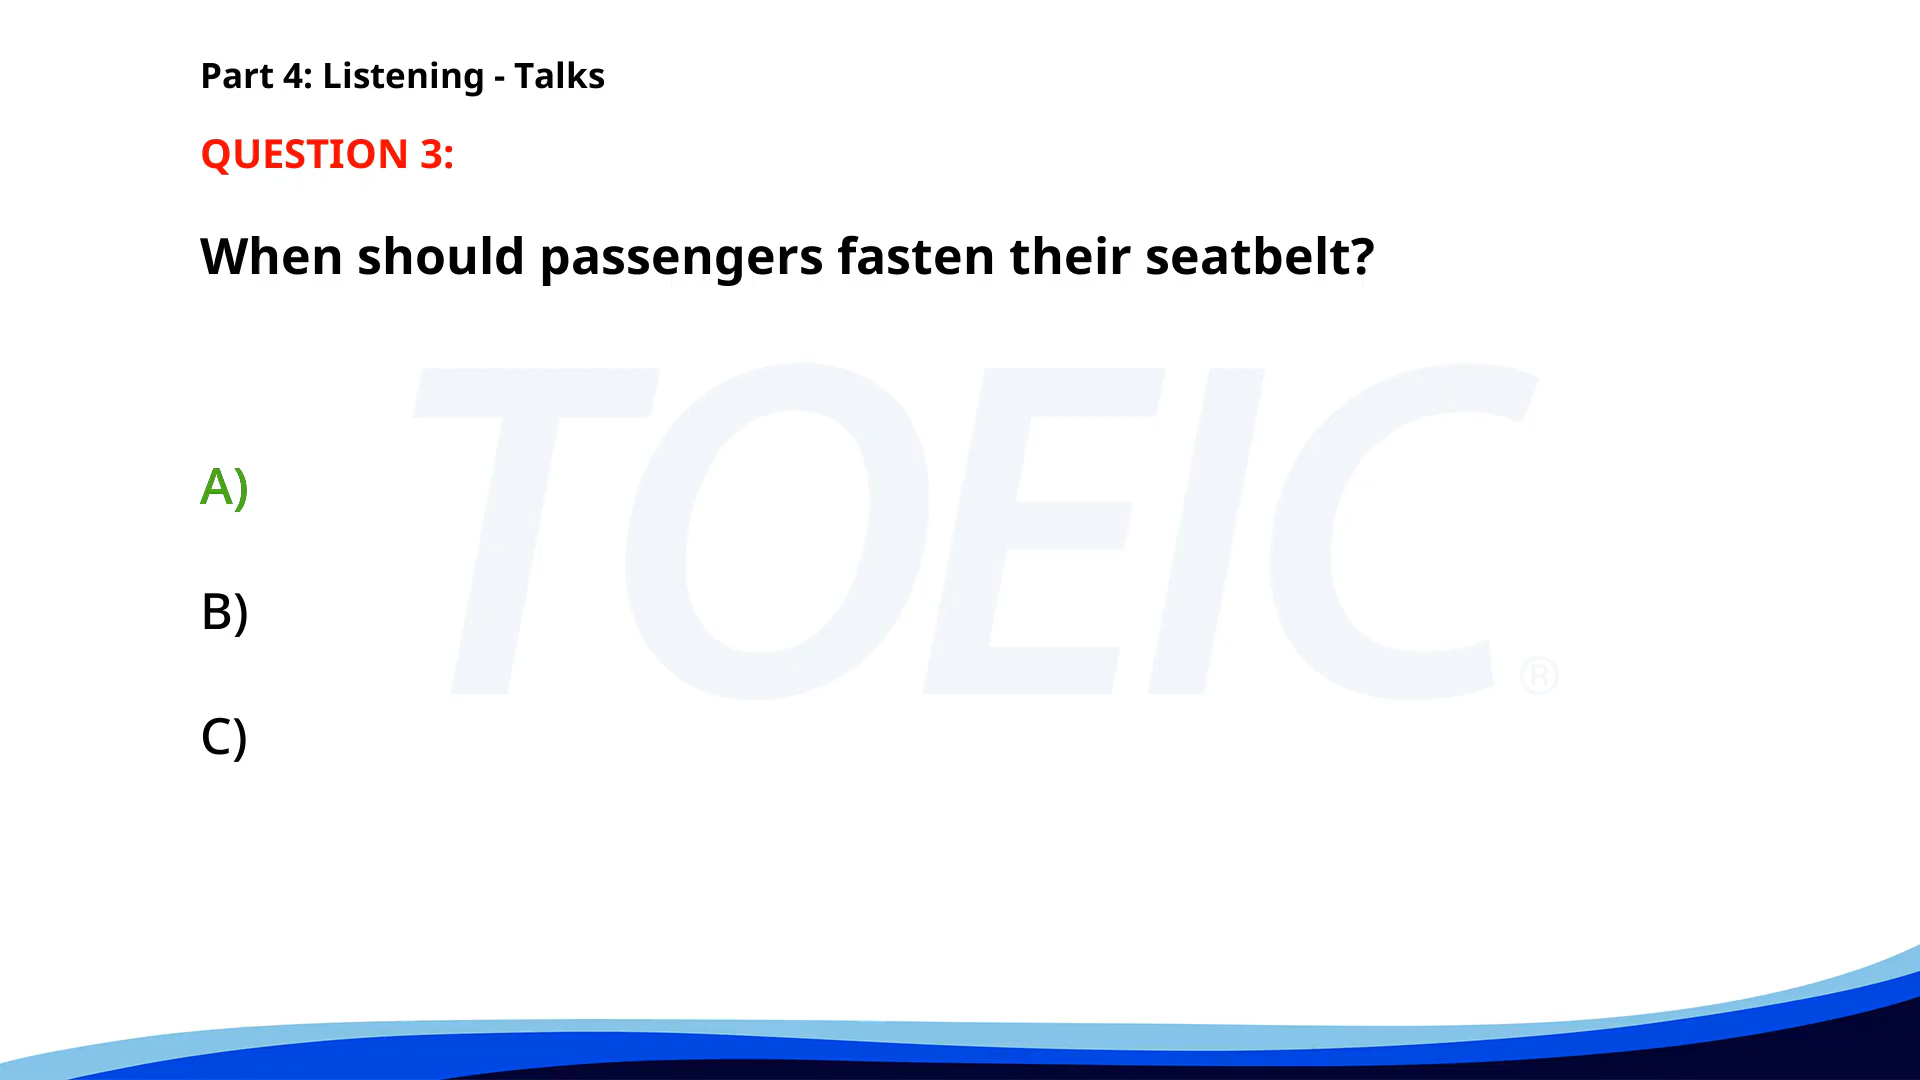 Part 4: Listening - Talks
QUESTION 3:
When should passengers fasten their seatbelt?
TOEIC®
A)
B)
C)